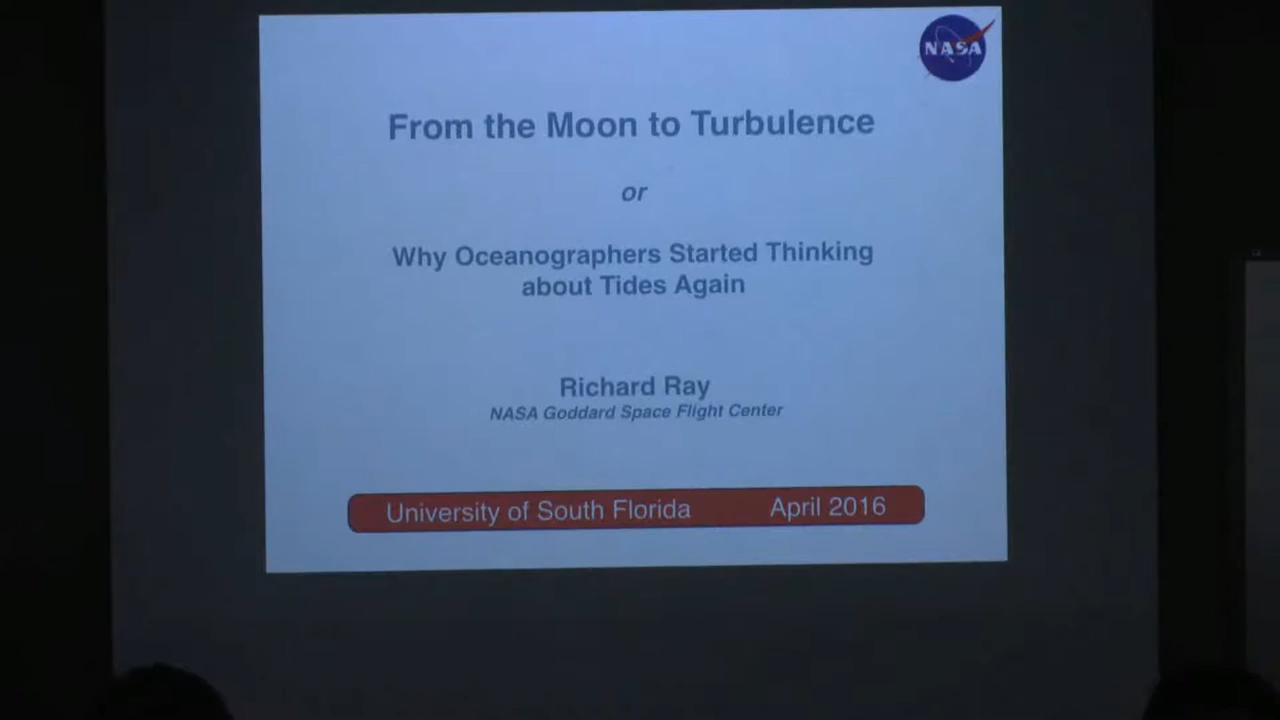 NASA
From the Moon to Turbulence
or
Why Oceanographers Started Thinking
about Tides Again
Richard Ray
NASA Goddard Space Flight Center
University of South Florida April 2016